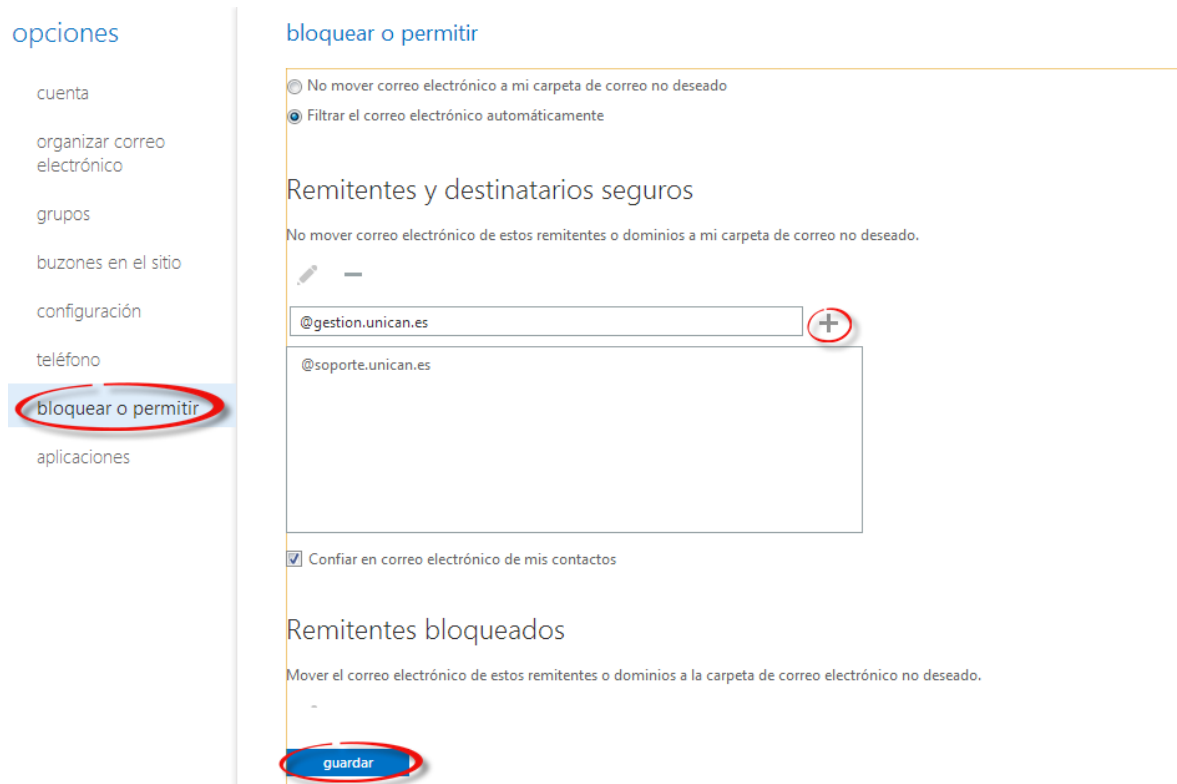 opciones
cuenta
organizar correo
electrónico
grupos
buzones en el sitio
configuración
teléfono
bloquear o permitir
aplicaciones
bloquear o permitir
No mover correo electrónico a mi carpeta de correo no deseado
Filtrar el correo electrónico automáticamente
Remitentes y destinatarios seguros
No mover correo electrónico de estos remitentes o dominios a mi carpeta de correo no deseado.
@gestion.unican.es
@soporte.unican.es
Confiar en correo electrónico de mis contactos
Remitentes bloqueados
Mover el correo electrónico de estos remitentes o dominios a la carpeta de correo electrónico no deseado.
guardar